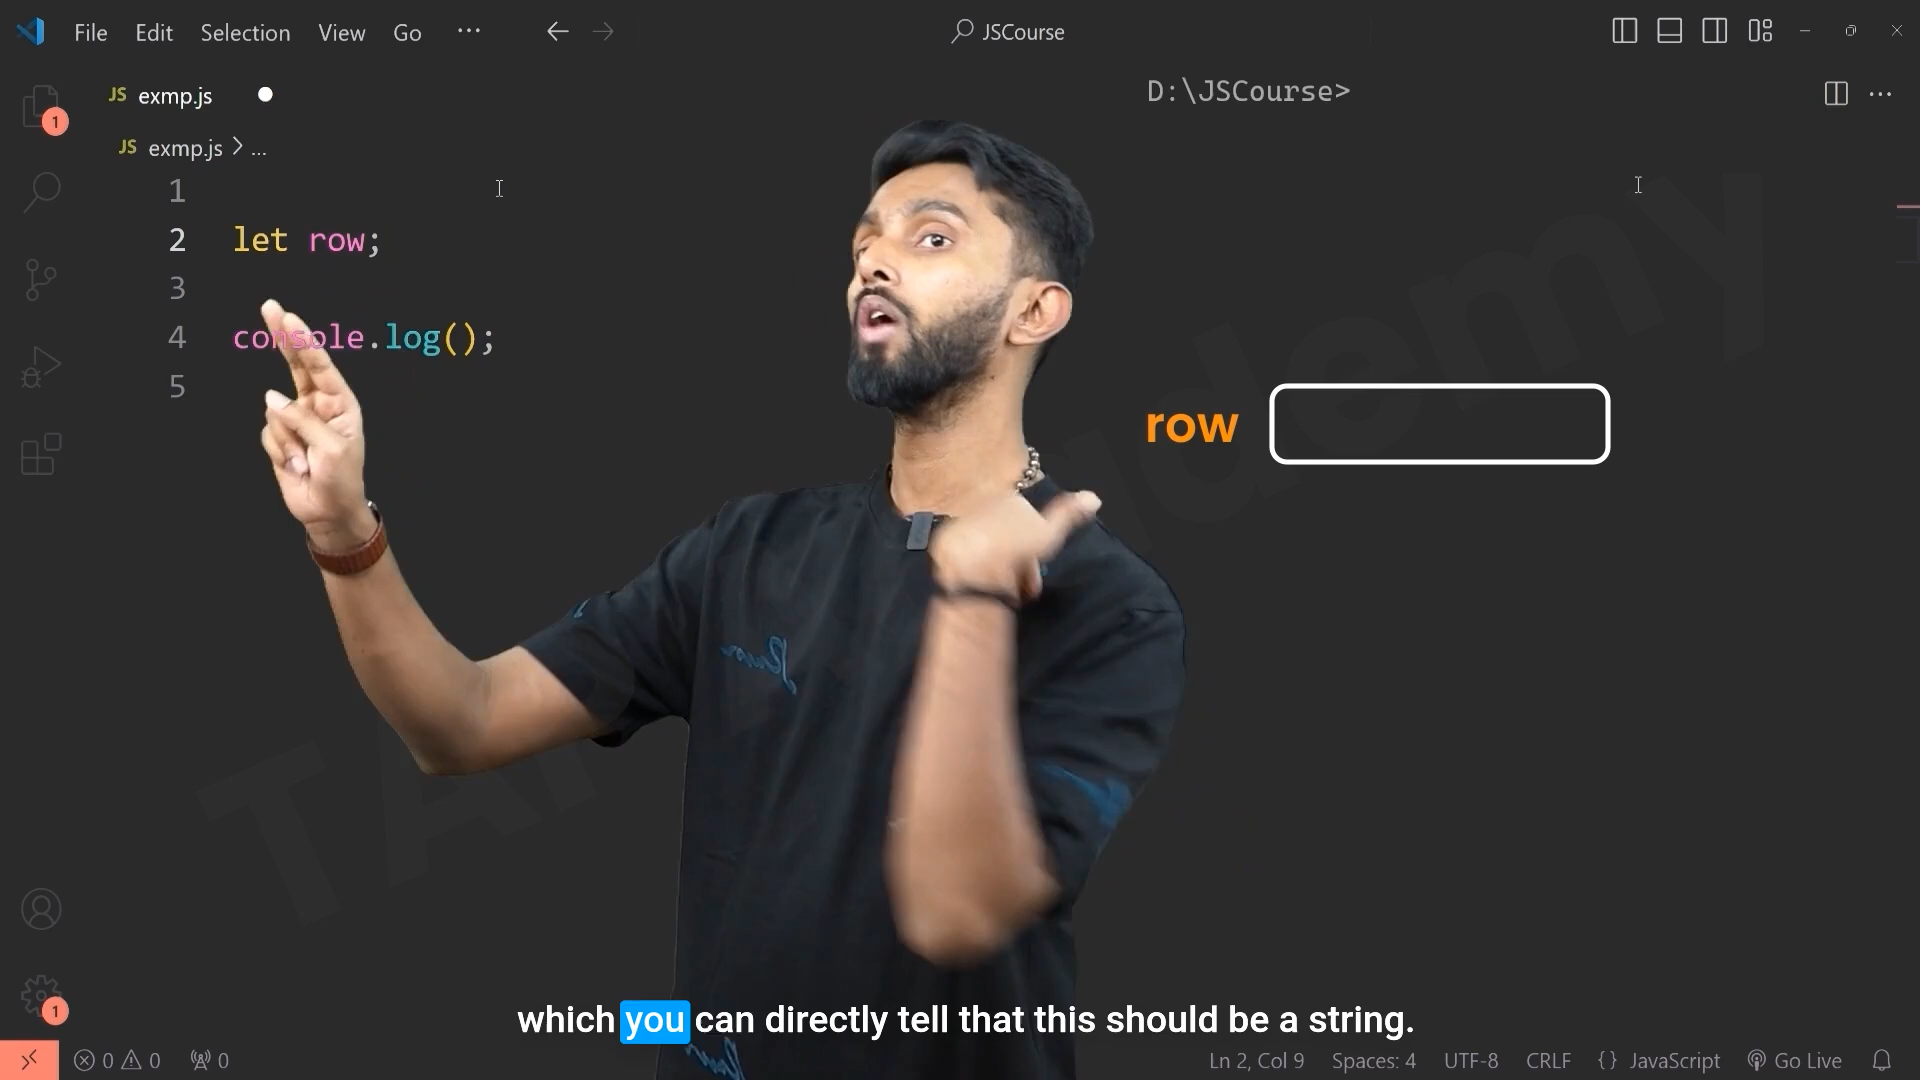 File Edit Selection View Go ...
JSCourse
JS exmp.js
D:\JSCourse>
JS exmp.js > ...
1
2 let row;
3
4 console.log();
5
row
which you can directly tell that this should be a string.
0 0 0
Ln 2, Col 9 Spaces: 4 UTF-8 CRLF {} JavaScript Go Live
1
1